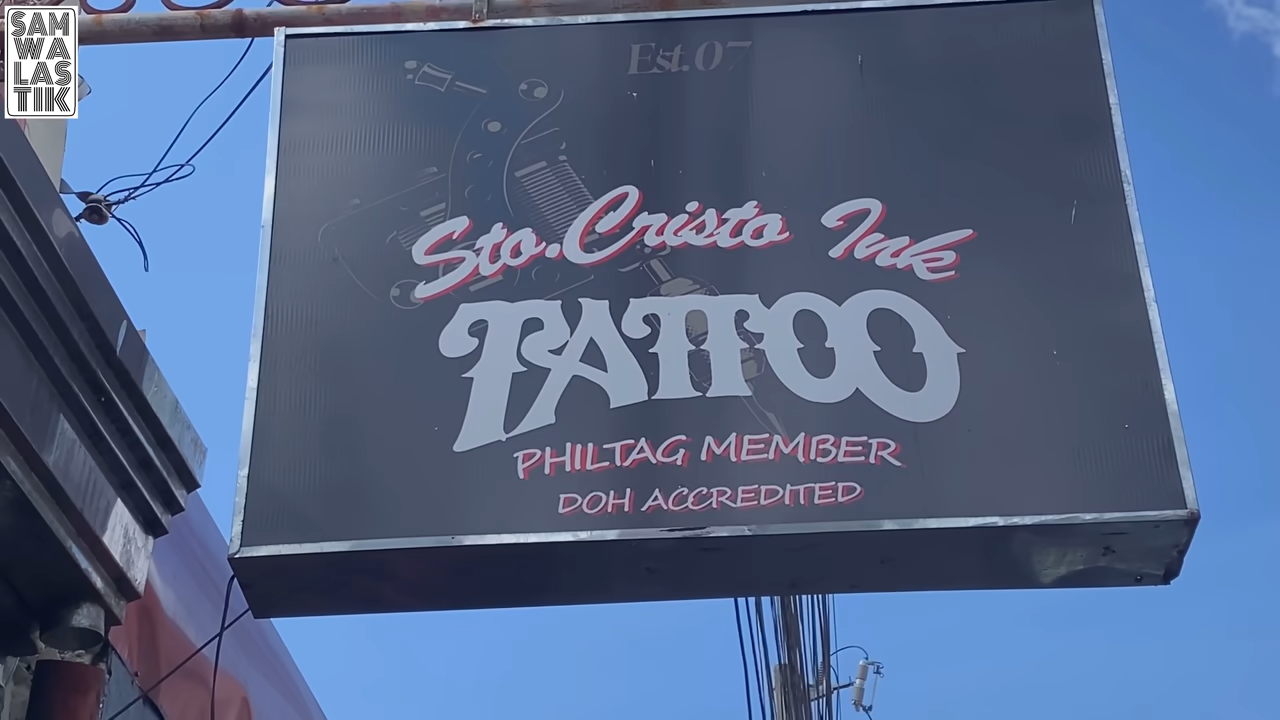 SAM
WA
LAS
TIK
Est.07
Sto.Cristo Ink
TATTOO
PHILTAG MEMBER
DOH ACCREDITED